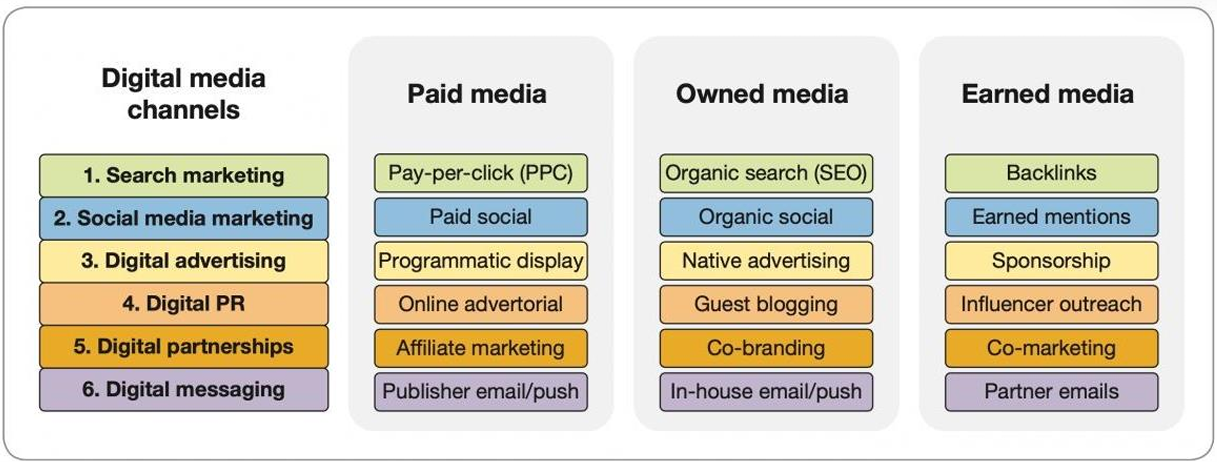 Digital media
channels
Paid media
Owned media
Earned media
1. Search marketing
Pay-per-click (PPC)
Organic search (SEO)
Backlinks
2. Social media marketing
Paid social
Organic social
Earned mentions
3. Digital advertising
Programmatic display
Native advertising
Sponsorship
4. Digital PR
Online advertorial
Guest blogging
Influencer outreach
5. Digital partnerships
Affiliate marketing
Co-branding
Co-marketing
6. Digital messaging
Publisher email/push
In-house email/push
Partner emails